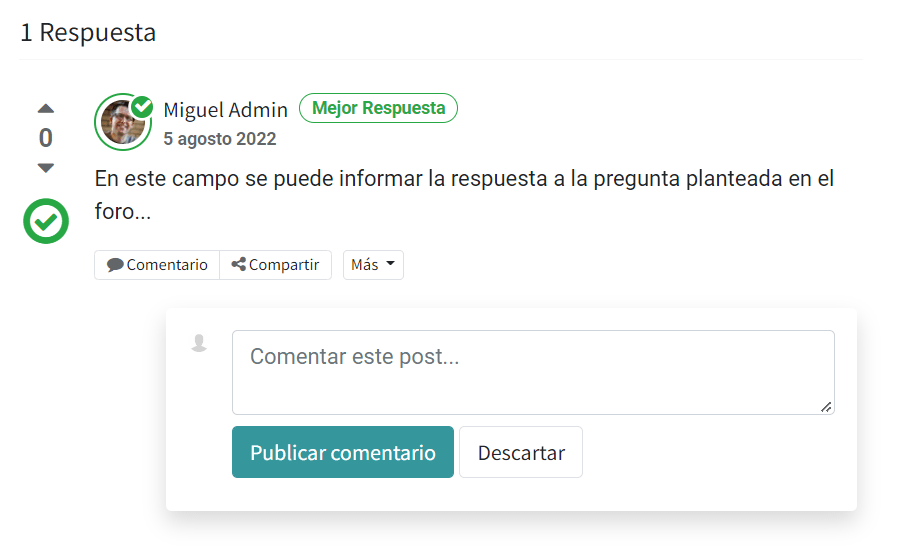 1 Respuesta
Miguel Admin Mejor Respuesta
0
5 agosto 2022
En este campo se puede informar la respuesta a la pregunta planteada en el
foro...
Comentario Compartir Más
Comentar este post...
Publicar comentario Descartar